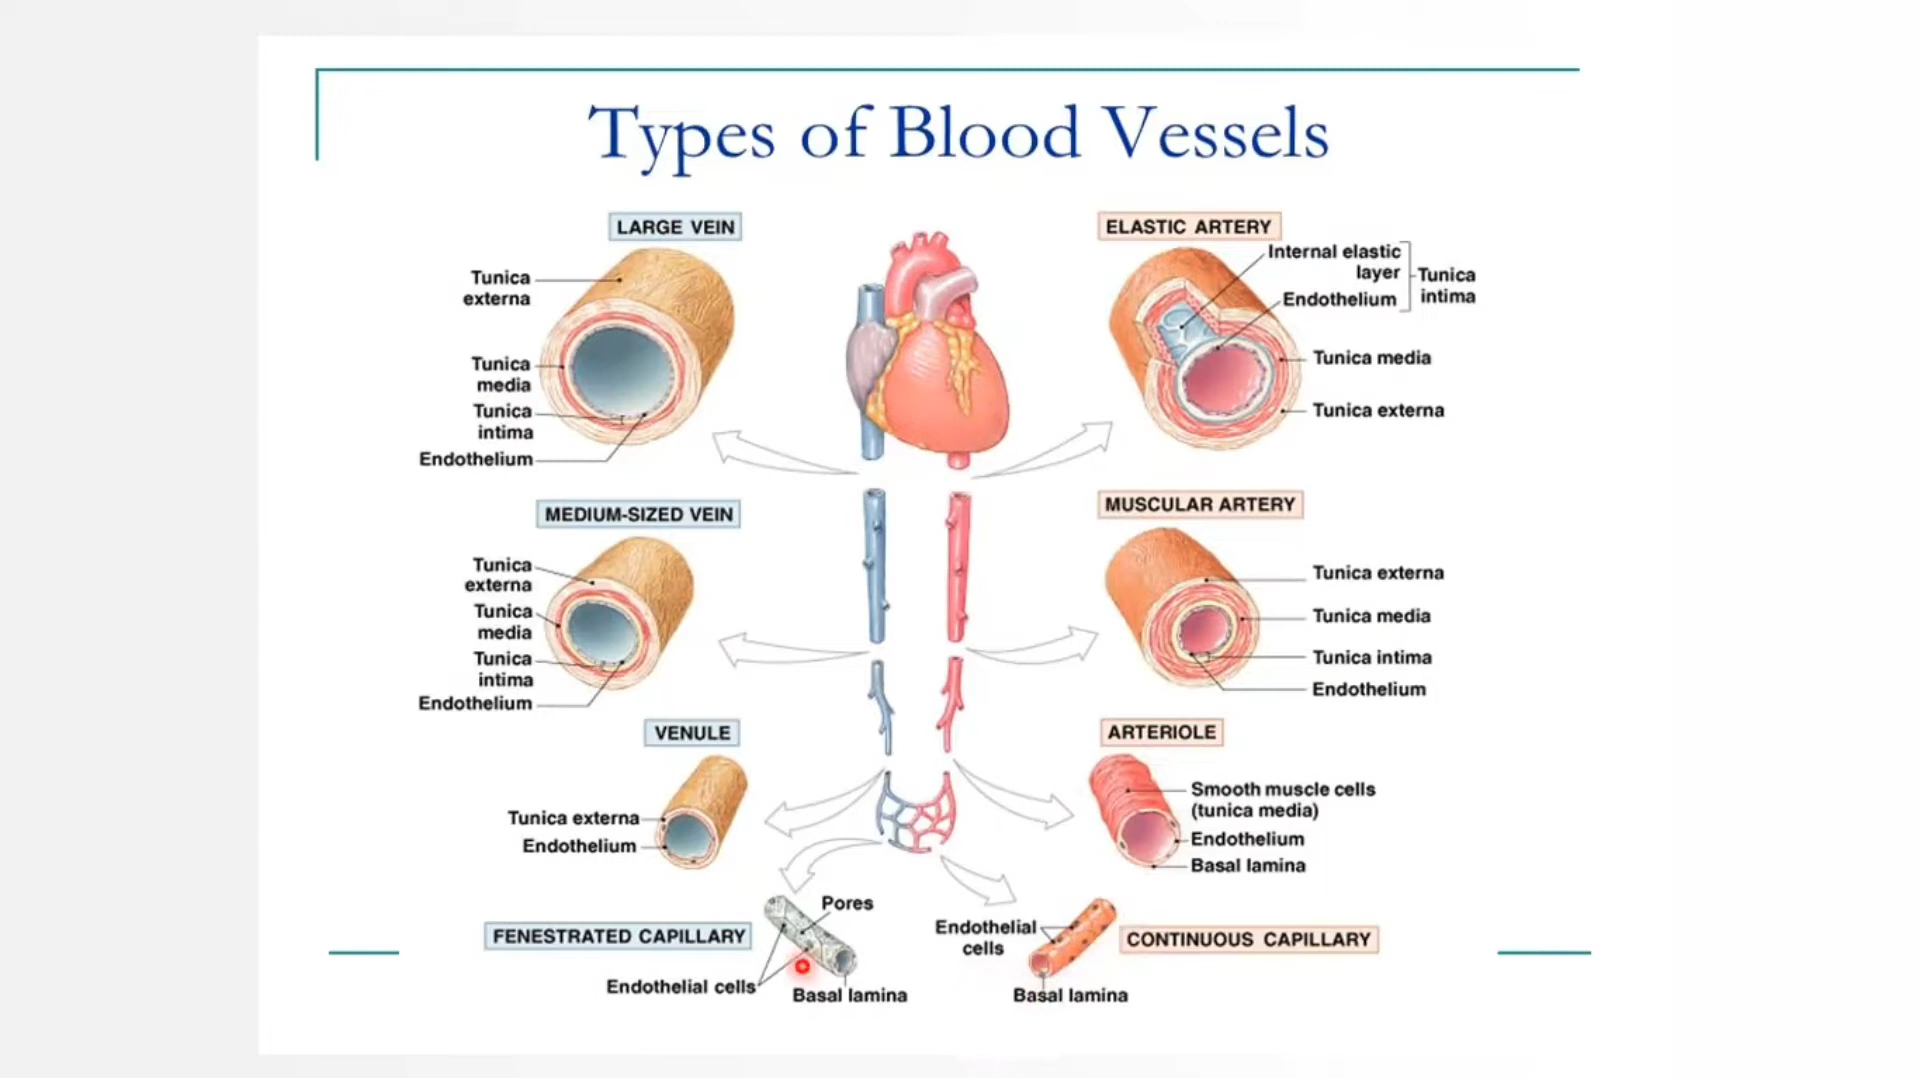 Types of Blood Vessels
LARGE VEIN
Tunica
externa
Tunica
media
Tunica
intima
Endothelium
ELASTIC ARTERY
Internal elastic
layer
Endothelium
Tunica
intima
Tunica media
Tunica externa
MEDIUM-SIZED VEIN
Tunica
externa
Tunica
media
Tunica
intima
Endothelium
MUSCULAR ARTERY
Tunica externa
Tunica media
Tunica intima
Endothelium
VENULE
Tunica externa
Endothelium
ARTERIOLE
Smooth muscle cells
(tunica media)
Endothelium
Basal lamina
FENESTRATED CAPILLARY
Pores
Endothelial cells
Basal lamina
Endothelial
cells
Basal lamina
CONTINUOUS CAPILLARY